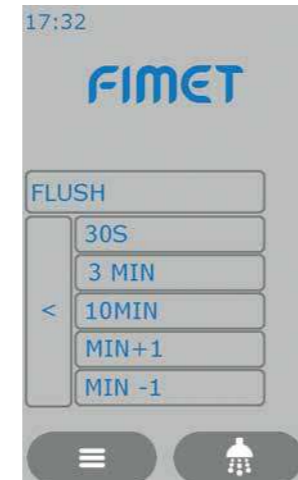 17:32
FIMET
FLUSH
30S
3 MIN
< 10MIN
MIN+1
MIN -1